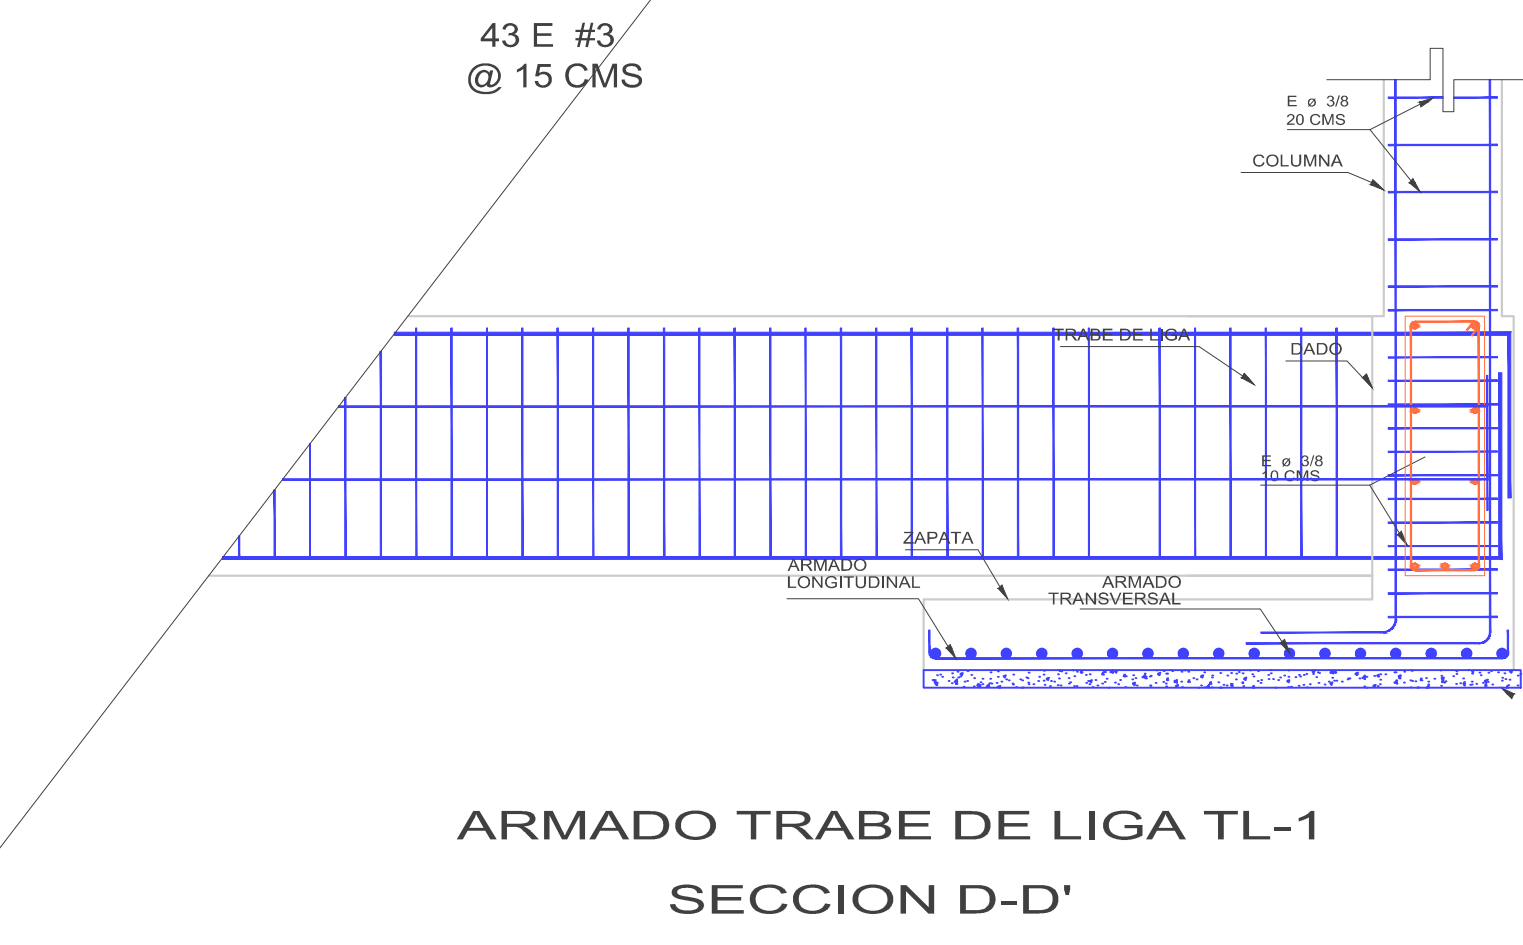 43 E #3
@ 15 CMS
E ø 3/8
20 CMS
COLUMNA
TRABE DE LIGA
DADO
E ø 3/8
10 CMS
ZAPATA
ARMADO
LONGITUDINAL
ARMADO
TRANSVERSAL
ARMADO TRABE DE LIGA TL-1
SECCION D-D'